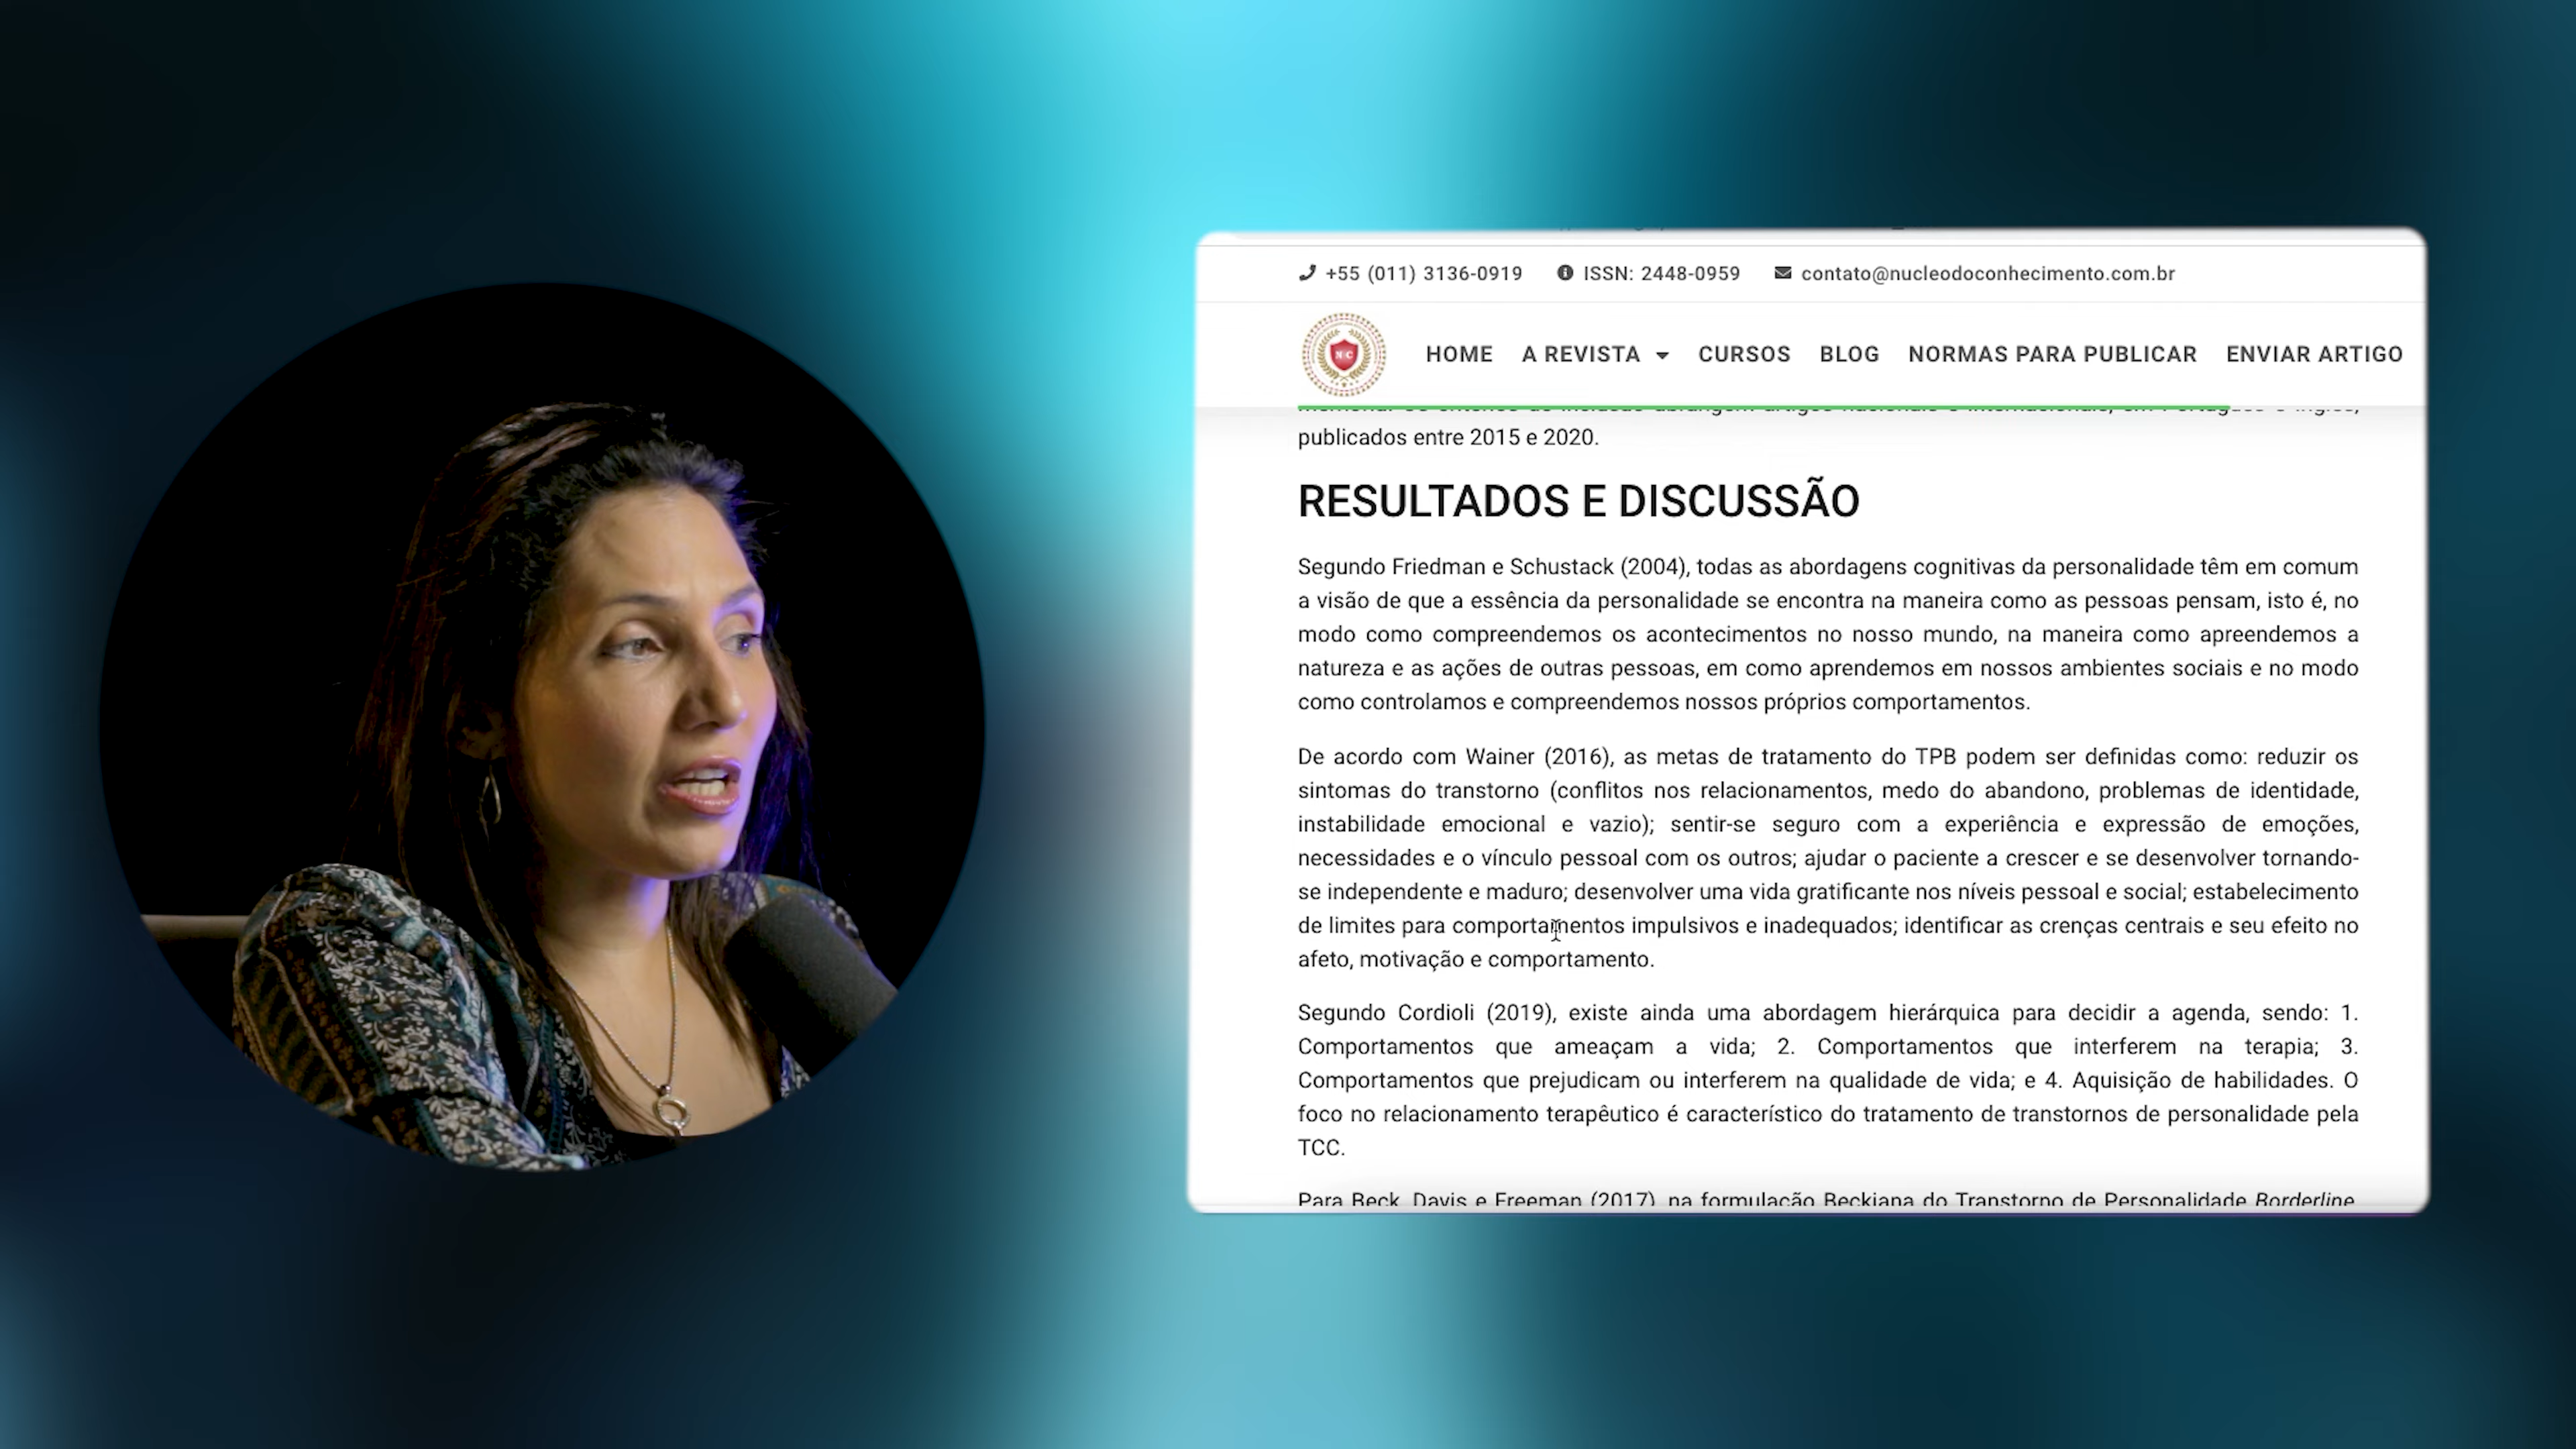 +55 (011) 3136-0919 ISSN: 2448-0959 contato@nucleodoconhecimento.com.br
HOME A REVISTA CURSOS BLOG NORMAS PARA PUBLICAR ENVIAR ARTIGO
publicados entre 2015 e 2020.
RESULTADOS E DISCUSSÃO
Segundo Friedman e Schustack (2004), todas as abordagens cognitivas da personalidade têm em comum
a visão de que a essência da personalidade se encontra na maneira como as pessoas pensam, isto é, no
modo como compreendemos os acontecimentos no nosso mundo, na maneira como apreendemos a
natureza e as ações de outras pessoas, em como aprendemos em nossos ambientes sociais e no modo
como controlamos e compreendemos nossos próprios comportamentos.
De acordo com Wainer (2016), as metas de tratamento do TPB podem ser definidas como: reduzir os
sintomas do transtorno (conflitos nos relacionamentos, medo do abandono, problemas de identidade,
instabilidade emocional e vazio); sentir-se seguro com a experiência e expressão de emoções,
necessidades e o vínculo pessoal com os outros; ajudar o paciente a crescer e se desenvolver tornando-
se independente e maduro; desenvolver uma vida gratificante nos níveis pessoal e social; estabelecimento
de limites para comportamentos impulsivos e inadequados; identificar as crenças centrais e seu efeito no
afeto, motivação e comportamento.
Segundo Cordioli (2019), existe ainda uma abordagem hierárquica para decidir a agenda, sendo: 1.
Comportamentos que ameaçam a vida; 2. Comportamentos que interferem na terapia; 3.
Comportamentos que prejudicam ou interferem na qualidade de vida; e 4. Aquisição de habilidades. O
foco no relacionamento terapêutico é característico do tratamento de transtornos de personalidade pela
TCC.
Para Beck, Davis e Freeman (2017), na formulação Beckiana do Transtorno de Personalidade Borderline,